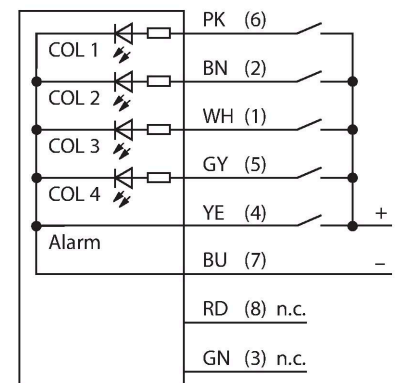 PK (6)
COL 1
BN (2)
COL 2
WH (1)
COL 3
GY (5)
COL 4
YE (4) +
Alarm
BU (7) –
RD (8) n.c.
GN (3) n.c.